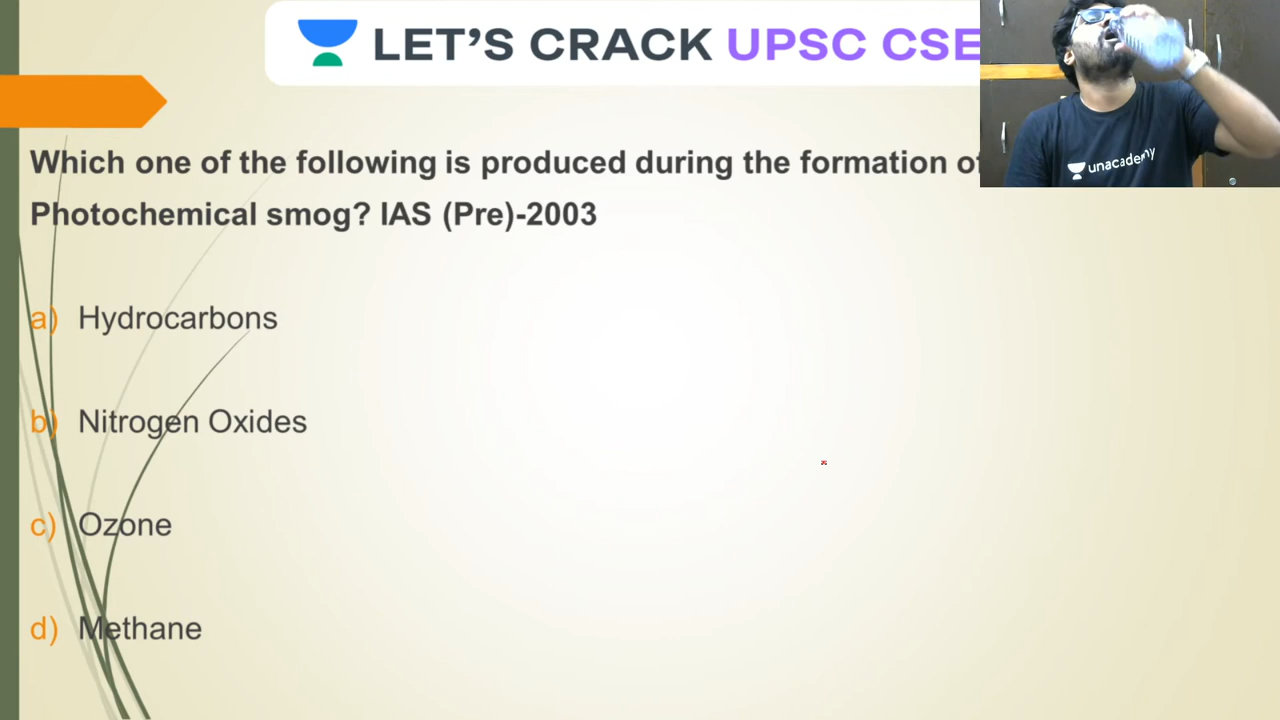 LET'S CRACK UPSC CSE
Which one of the following is produced during the formation of
Photochemical smog? IAS (Pre)-2003
a) Hydrocarbons
b) Nitrogen Oxides
c) Ozone
d) Methane
unacademy